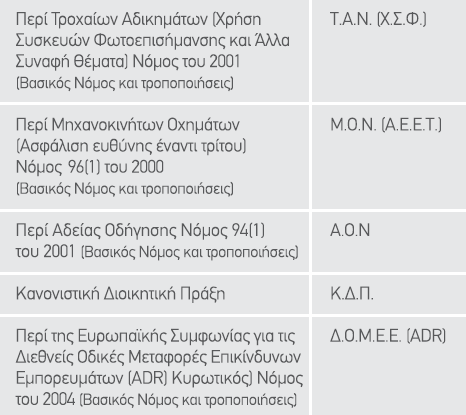 Περί Τροχαίων Αδικημάτων (Χρήση
Συσκευών Φωτοεπισήμανσης και Άλλα
Συναφή Θέματα) Νόμος του 2001
(Βασικός Νόμος και τροποποιήσεις)
Τ.Α.Ν. (Χ.Σ.Φ.)
Περί Μηχανοκινήτων Οχημάτων
(Ασφάλιση ευθύνης έναντι τρίτου)
Νόμος 96(1) του 2000
(Βασικός Νόμος και τροποποιήσεις)
Μ.Ο.Ν. (Α.Ε.Ε.Τ.)
Περί Αδείας Οδήγησης Νόμος 94(1)
του 2001 (Βασικός Νόμος και τροποποιήσεις)
Α.Ο.Ν
Κανονιστική Διοικητική Πράξη
Κ.Δ.Π.
Περί της Ευρωπαϊκής Συμφωνίας για τις
Διεθνείς Οδικές Μεταφορές Επικίνδυνων
Εμπορευμάτων (ADR) Κυρωτικός) Νόμος
του 2004 (Βασικός Νόμος και τροποποιήσεις)
Δ.Ο.Μ.Ε.Ε. (ADR)